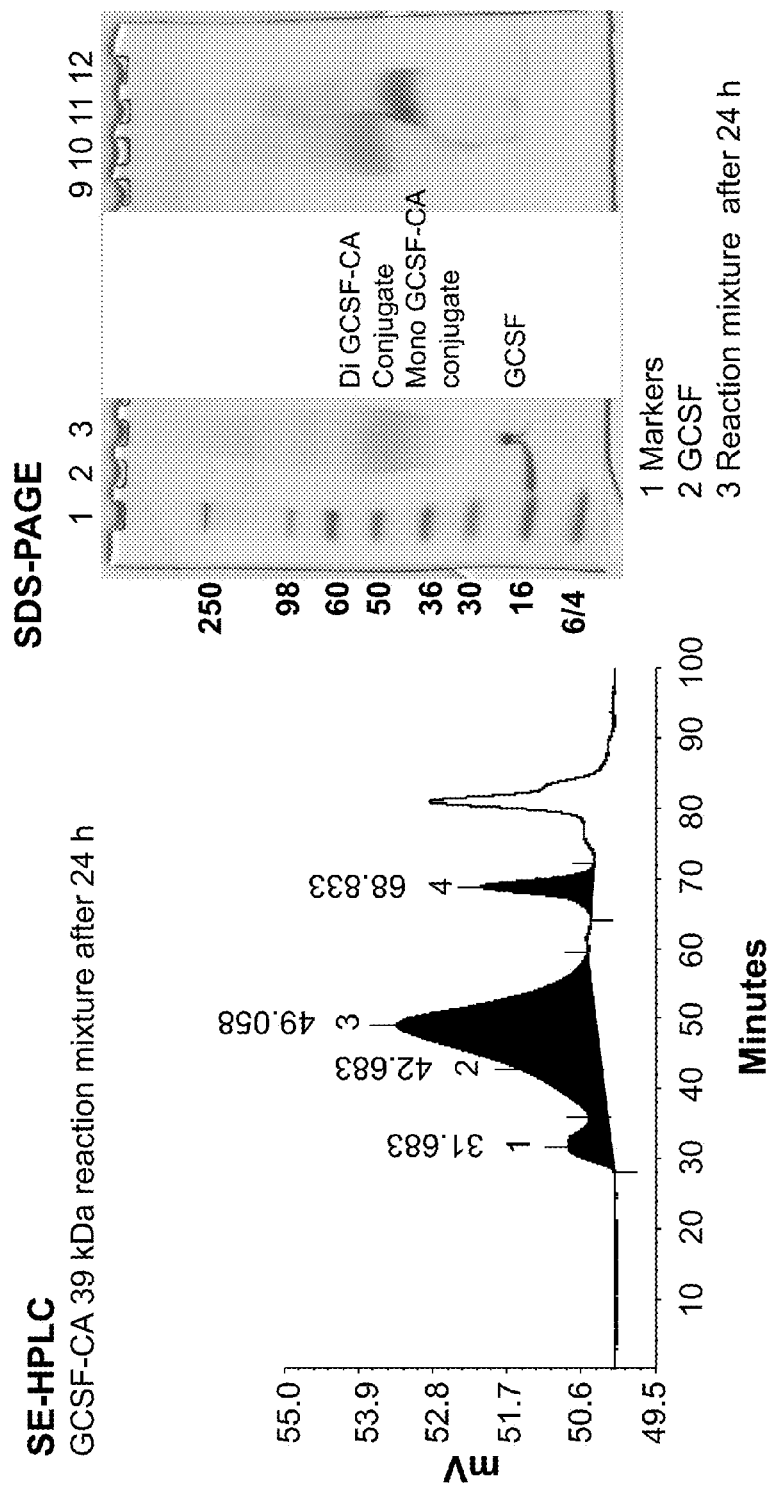 SE-HPLC
GCSF-CA 39 kDa reaction mixture after 24 h
55.0
53.9
52.8
51.7
50.6
49.5
mV
31.683
1
42.683
2
49.058
3
68.833
4
10 20 30 40 50 60 70 80 90 100
Minutes
SDS-PAGE
1 2 3
9 10 11 12
250
98
60
50
36
30
16
6/4
Di GCSF-CA
Conjugate
Mono GCSF-CA
conjugate
GCSF
1 Markers
2 GCSF
3 Reaction mixture after 24 h